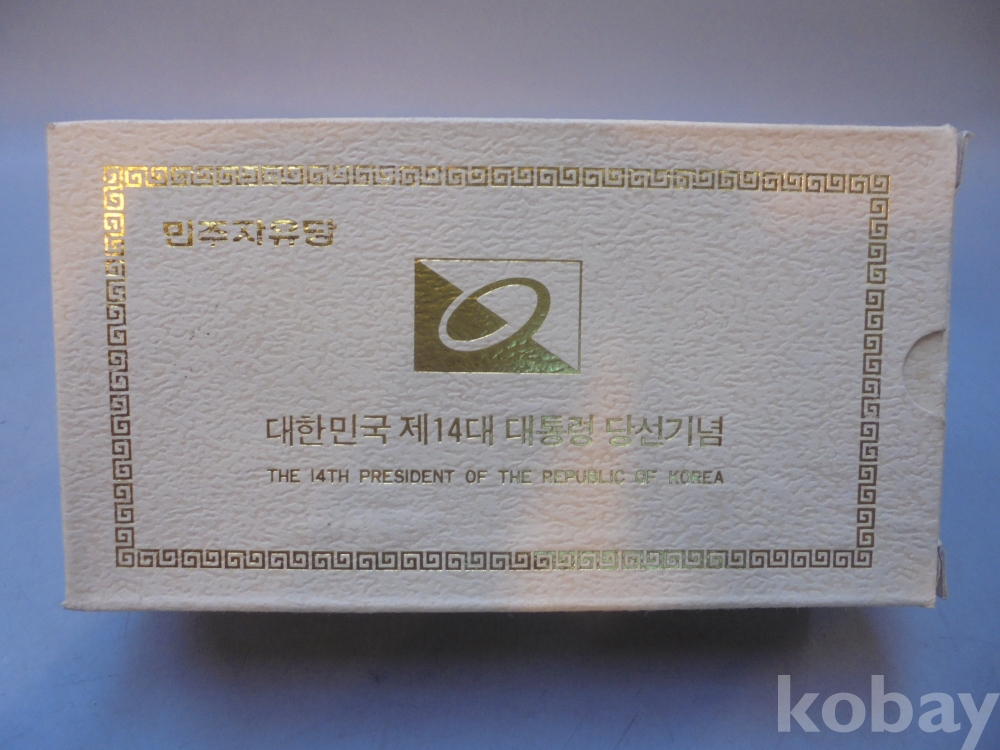 민주자유당
대한민국 제14대 대통령 당선기념
THE 14TH PRESIDENT OF THE REPUBLIC OF KOREA
kobay